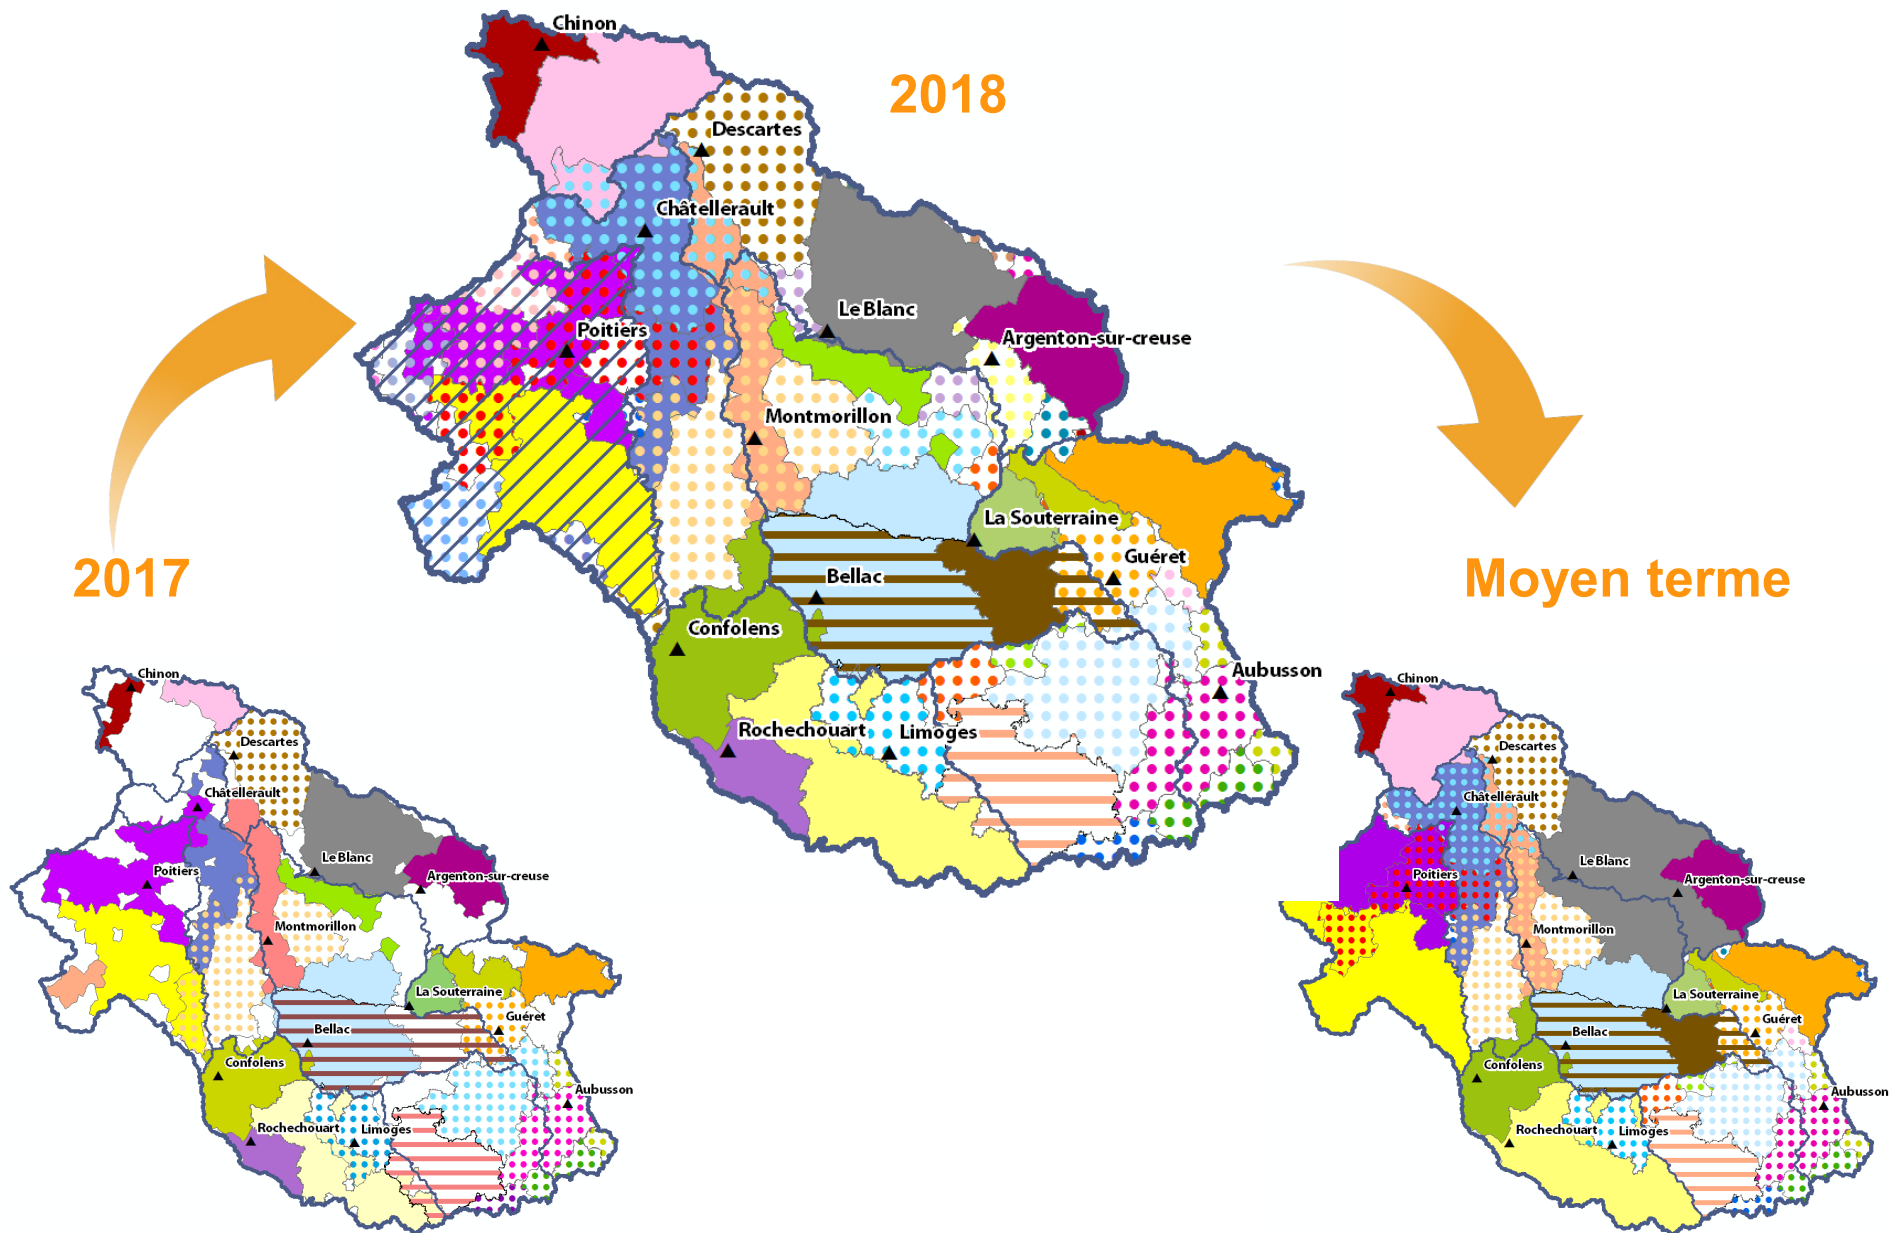 Chinon
2018
Descartes
Châtellerault
Le Blanc
Poitiers
Argenton-sur-creuse
Montmorillon
La Souterraine
Guéret
Bellac
Confolens
Aubusson
Rochechouart
Limoges
2017
Chinon
Descartes
Châtellerault
Le Blanc
Poitiers
Argenton-sur-creuse
Montmorillon
La Souterraine
Guéret
Bellac
Confolens
Aubusson
Rochechouart
Limoges
Moyen terme
Chinon
Descartes
Châtellerault
Le Blanc
Poitiers
Argenton-sur-creuse
Montmorillon
La Souterraine
Guéret
Bellac
Confolens
Aubusson
Rochechouart
Limoges